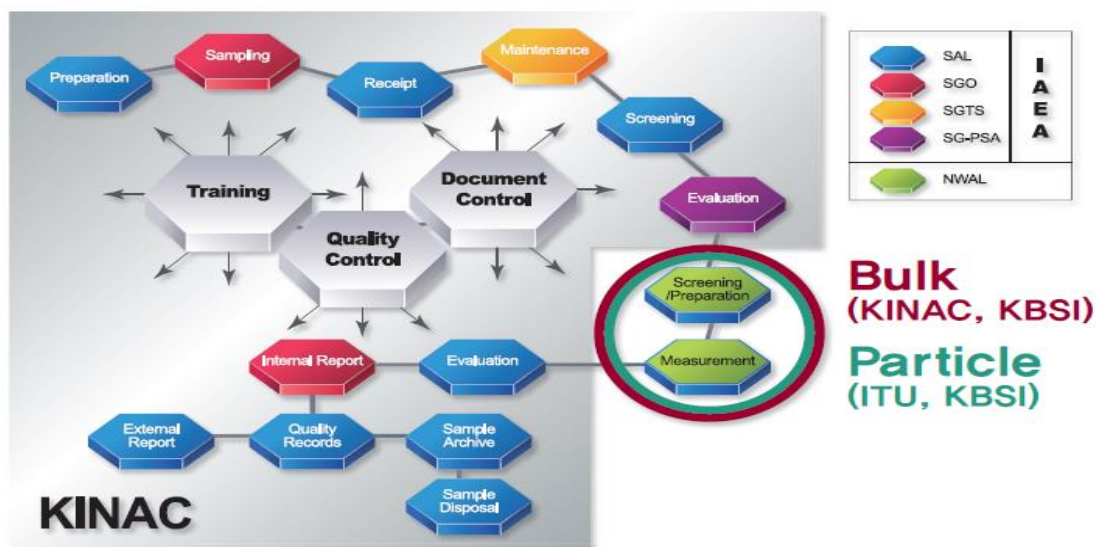 Preparation
Sampling
Receipt
Maintenance
Screening
Evaluation
Training
Document
Control
Quality
Control
Screening
/Preparation
Measurement
Evaluation
Internal Report
External
Report
Quality
Records
Sample
Archive
Sample
Disposal
KINAC
SAL
SGO
SGTS
SG-PSA
NWAL
I
A
E
A
Bulk
(KINAC, KBSI)
Particle
(ITU, KBSI)